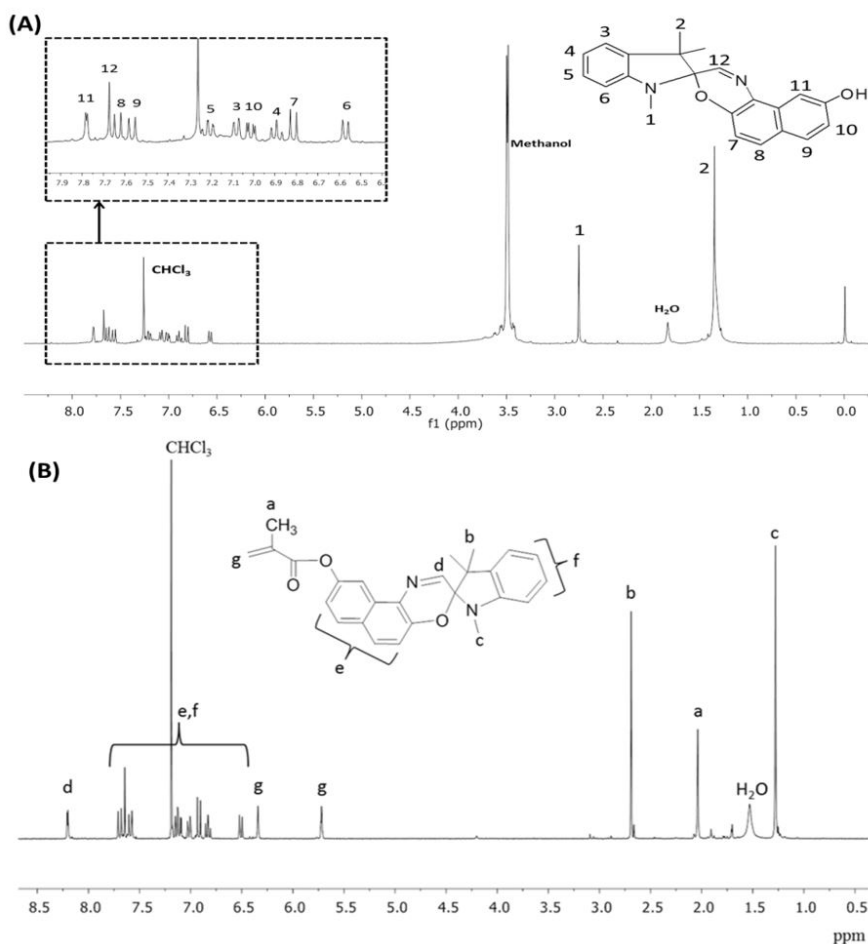 (A)
12
11
8
9
5
3
10
4
7
6
7.9 7.8 7.7 7.6 7.5 7.4 7.3 7.2 7.1 7.0 6.9 6.8 6.7 6.6 6.5
CHCl₃
Methanol
1
H₂O
2
2
3
4
5
6
1
12
N
O
N
11
OH
10
9
8
7
8.0 7.5 7.0 6.5 6.0 5.5 5.0 4.5 4.0 3.5 3.0 2.5 2.0 1.5 1.0 0.5 0.0
f1 (ppm)
(B)
CHCl₃
a
CH₃
g
O
O
N
d
b
f
O
N
c
e
e,f
d
g
g
b
a
H₂O
c
8.5 8.0 7.5 7.0 6.5 6.0 5.5 5.0 4.5 4.0 3.5 3.0 2.5 2.0 1.5 1.0 0.5
ppm